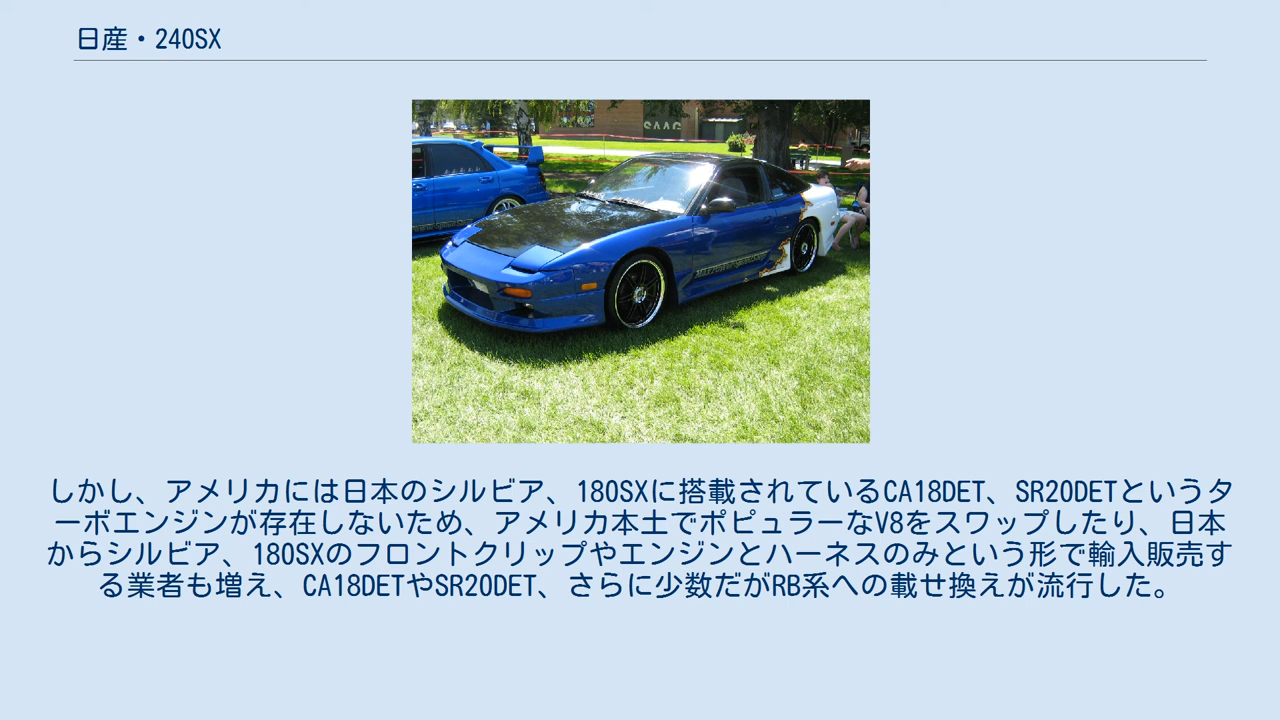 日産・240SX
SAAG
しかし、アメリカには日本のシルビア、180SXに搭載されているCA18DET、SR20DETというタ
ーボエンジンが存在しないため、アメリカ本土でポピュラーなV8をスワップしたり、日本
からシルビア、180SXのフロントクリップやエンジンとハーネスのみという形で輸入販売す
る業者も増え、CA18DETやSR20DET、さらに少数だがRB系への載せ換えが流行した。